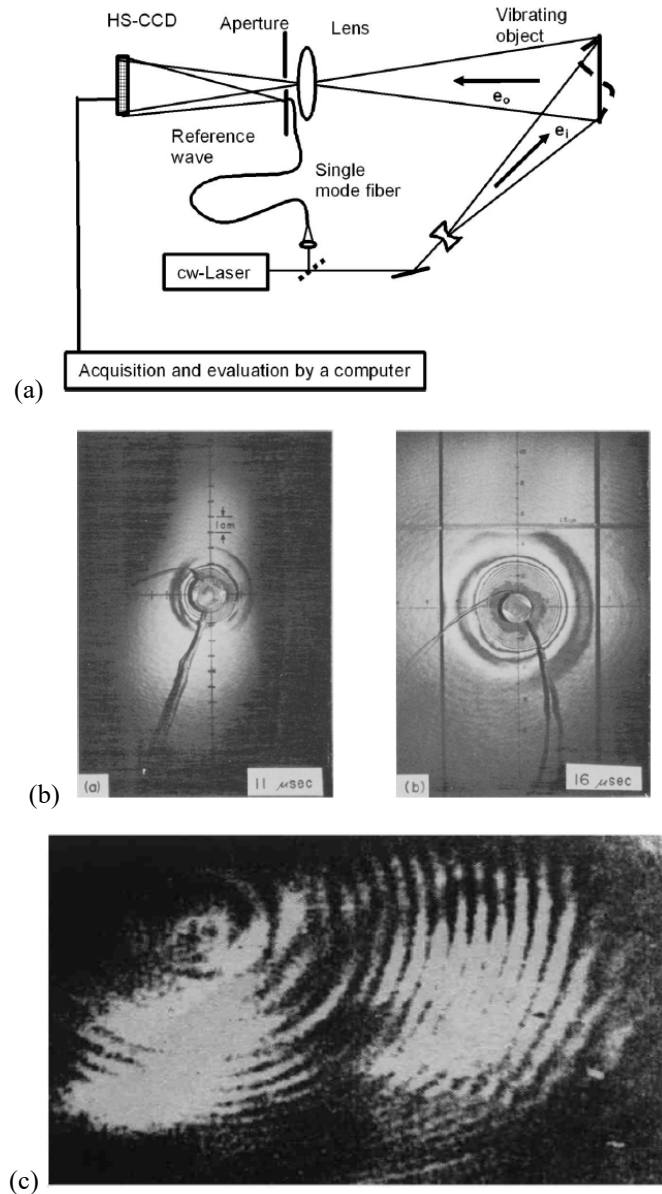 HS-CCD
Aperture
Lens
Vibrating
object
e_o
e_i
Reference
wave
Single
mode fiber
cw-Laser
Acquisition and evaluation by a computer
(a)
1cm
(a)
11 μsec
(b)
16 μsec
(b)
(c)